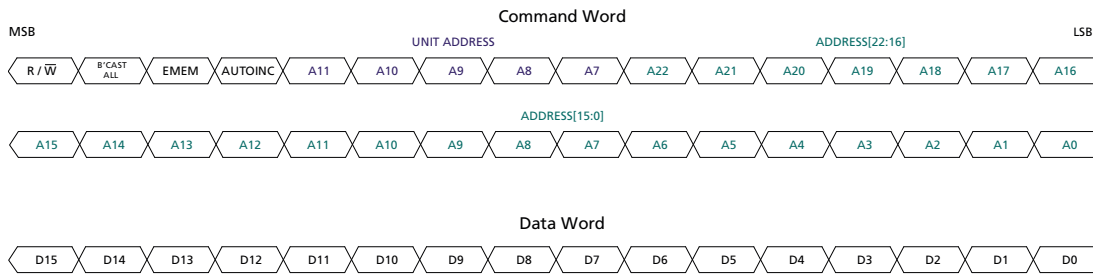 Command Word
MSB LSB
UNIT ADDRESS ADDRESS[22:16]
R / W B'CAST ALL EMEM AUTOINC A11 A10 A9 A8 A7 A22 A21 A20 A19 A18 A17 A16
ADDRESS[15:0]
A15 A14 A13 A12 A11 A10 A9 A8 A7 A6 A5 A4 A3 A2 A1 A0
Data Word
D15 D14 D13 D12 D11 D10 D9 D8 D7 D6 D5 D4 D3 D2 D1 D0